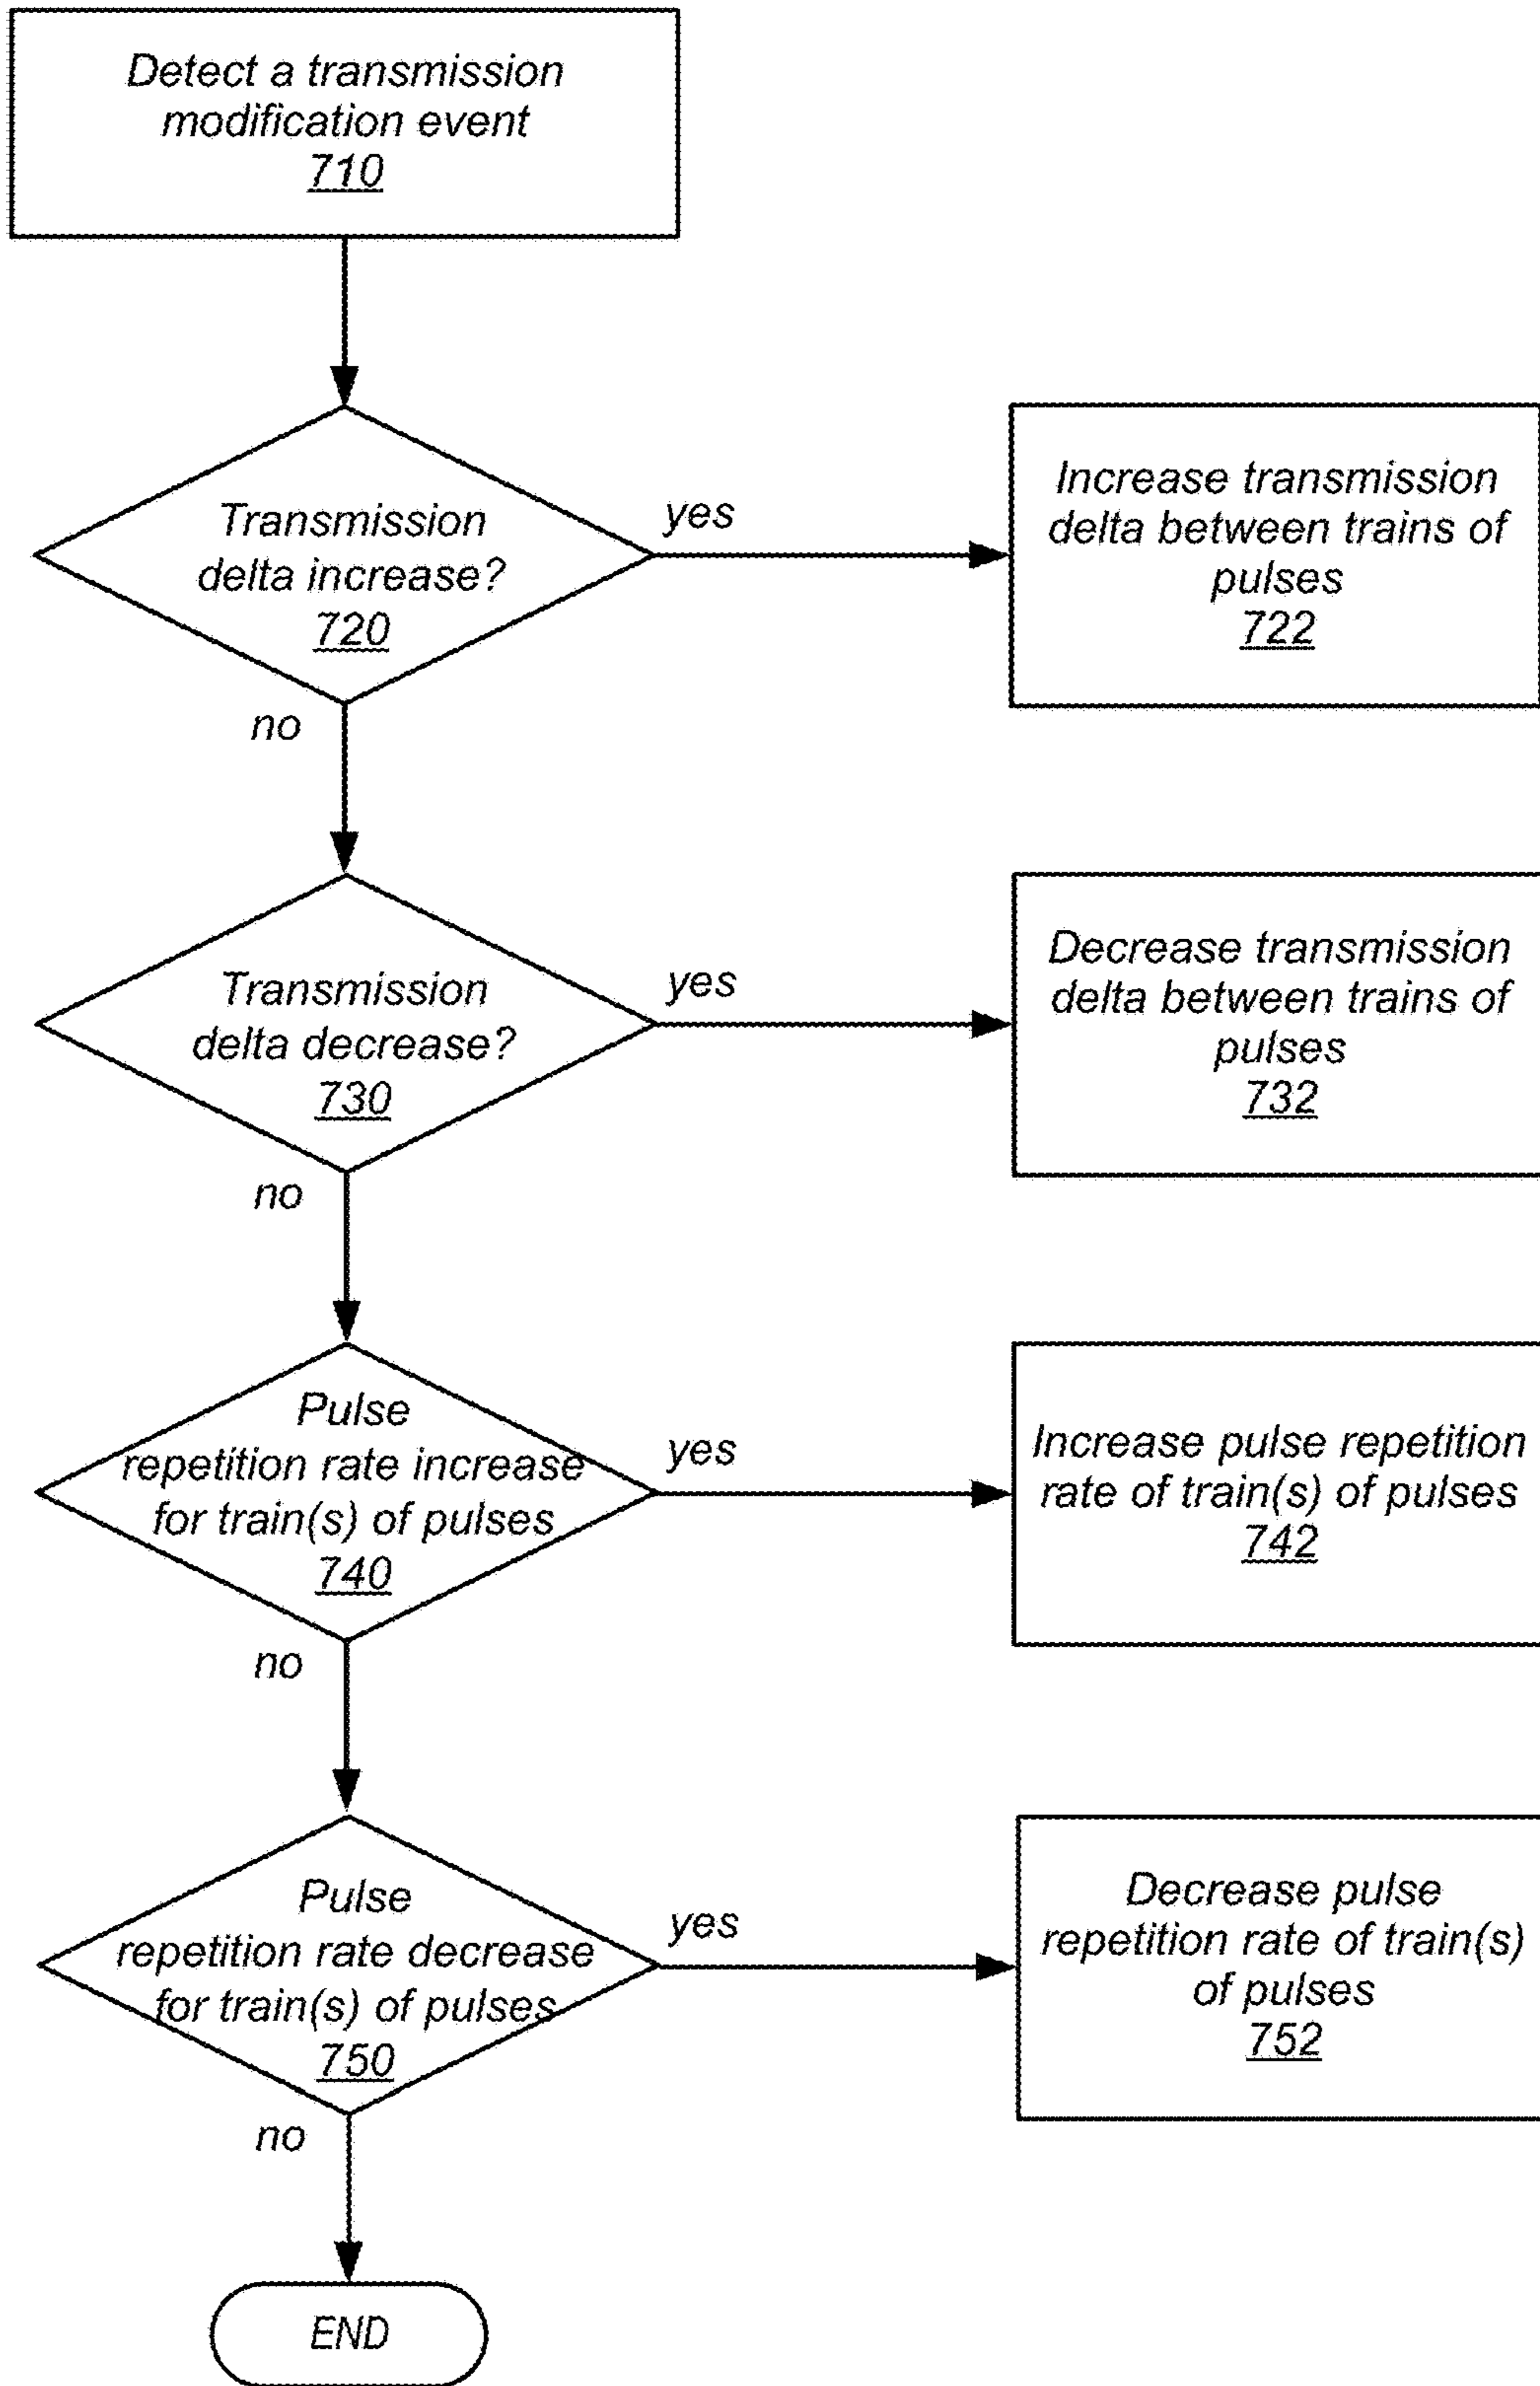 Detect a transmission
modification event
710
Transmission
delta increase?
720
yes
Increase transmission
delta between trains of
pulses
722
no
Transmission
delta decrease?
730
yes
Decrease transmission
delta between trains of
pulses
732
no
Pulse
repetition rate increase
for train(s) of pulses
740
yes
Increase pulse repetition
rate of train(s) of pulses
742
no
Pulse
repetition rate decrease
for train(s) of pulses
750
yes
Decrease pulse
repetition rate of train(s)
of pulses
752
no
END